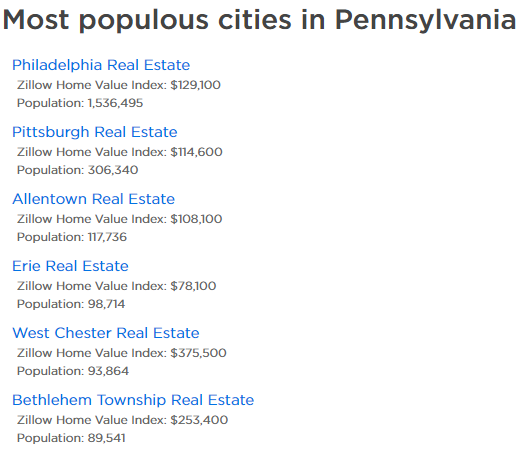 Most populous cities in Pennsylvania
Philadelphia Real Estate
Zillow Home Value Index: $129,100
Population: 1,536,495
Pittsburgh Real Estate
Zillow Home Value Index: $114,600
Population: 306,340
Allentown Real Estate
Zillow Home Value Index: $108,100
Population: 117,736
Erie Real Estate
Zillow Home Value Index: $78,100
Population: 98,714
West Chester Real Estate
Zillow Home Value Index: $375,500
Population: 93,864
Bethlehem Township Real Estate
Zillow Home Value Index: $253,400
Population: 89,541